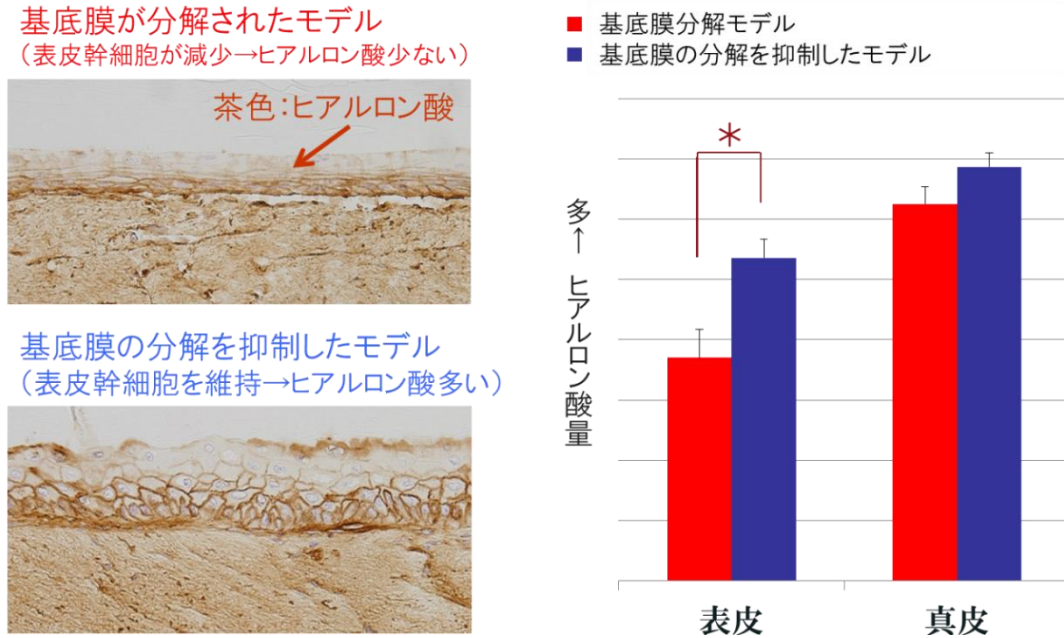 基底膜が分解されたモデル
（表皮幹細胞が減少→ヒアルロン酸少ない）
茶色：ヒアルロン酸
基底膜の分解を抑制したモデル
（表皮幹細胞を維持→ヒアルロン酸多い）
基底膜分解モデル
基底膜の分解を抑制したモデル
＊
多← ヒアルロン酸量
表皮
真皮